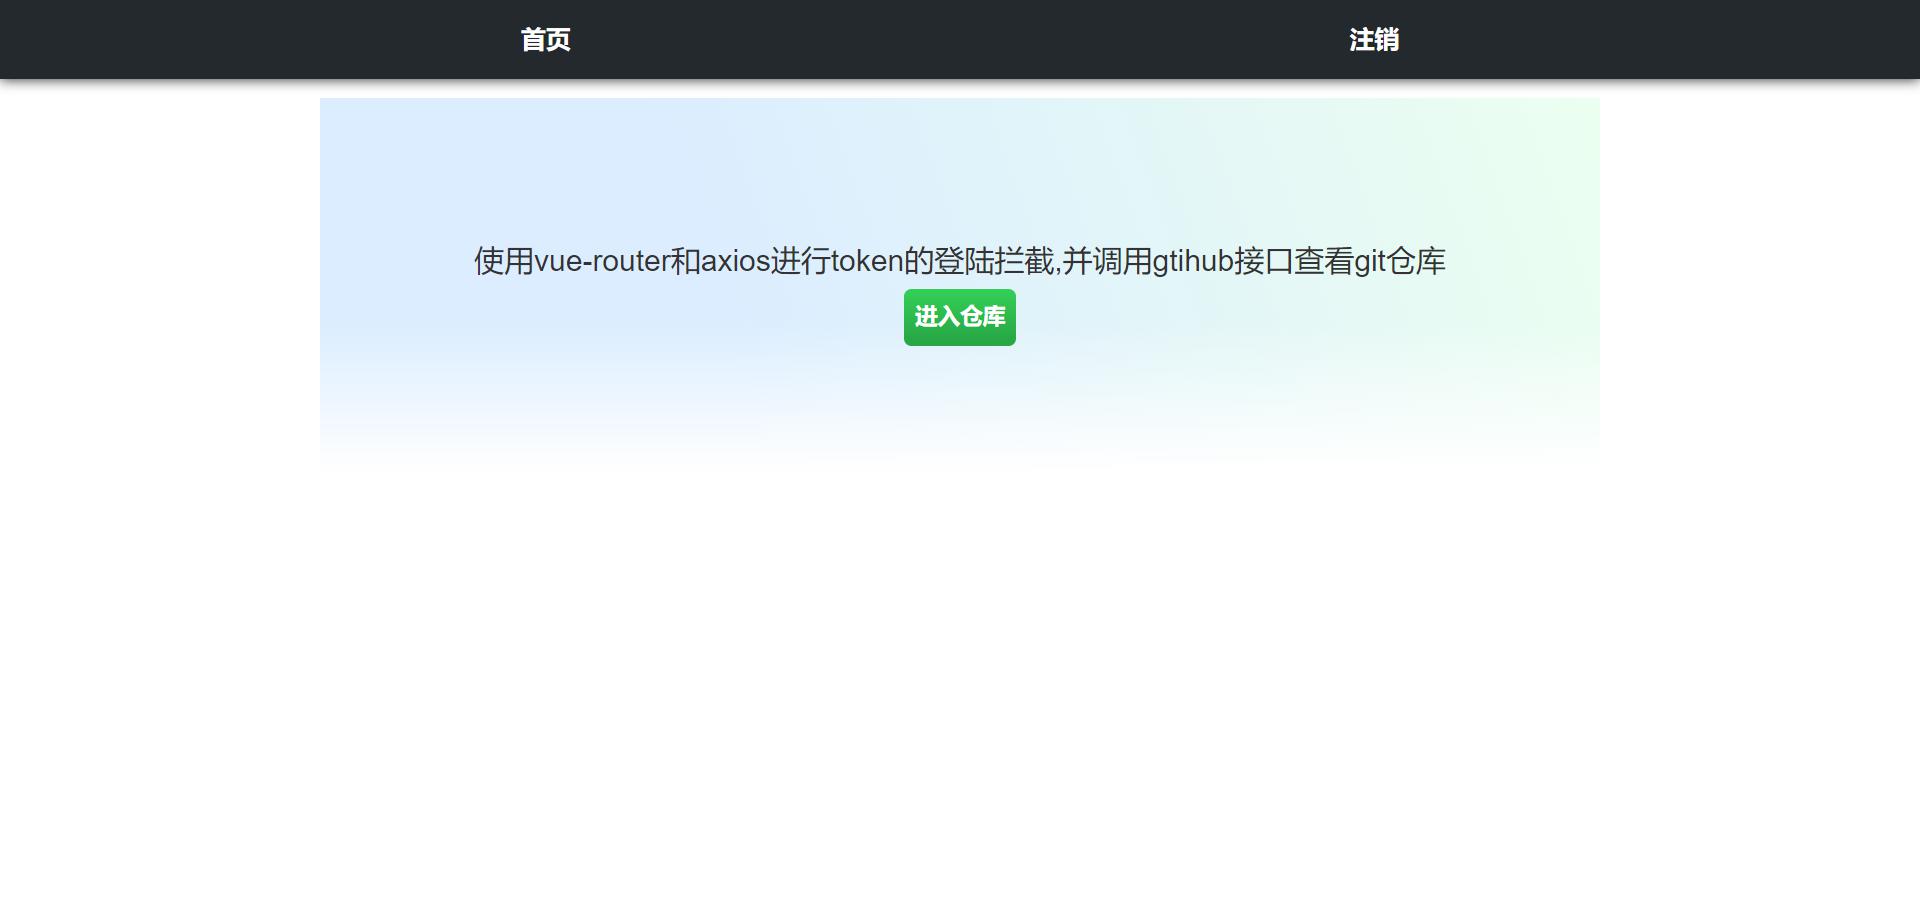 首页
注销
使用vue-router和axios进行token的登陆拦截,并调用gtihub接口查看git仓库
进入仓库